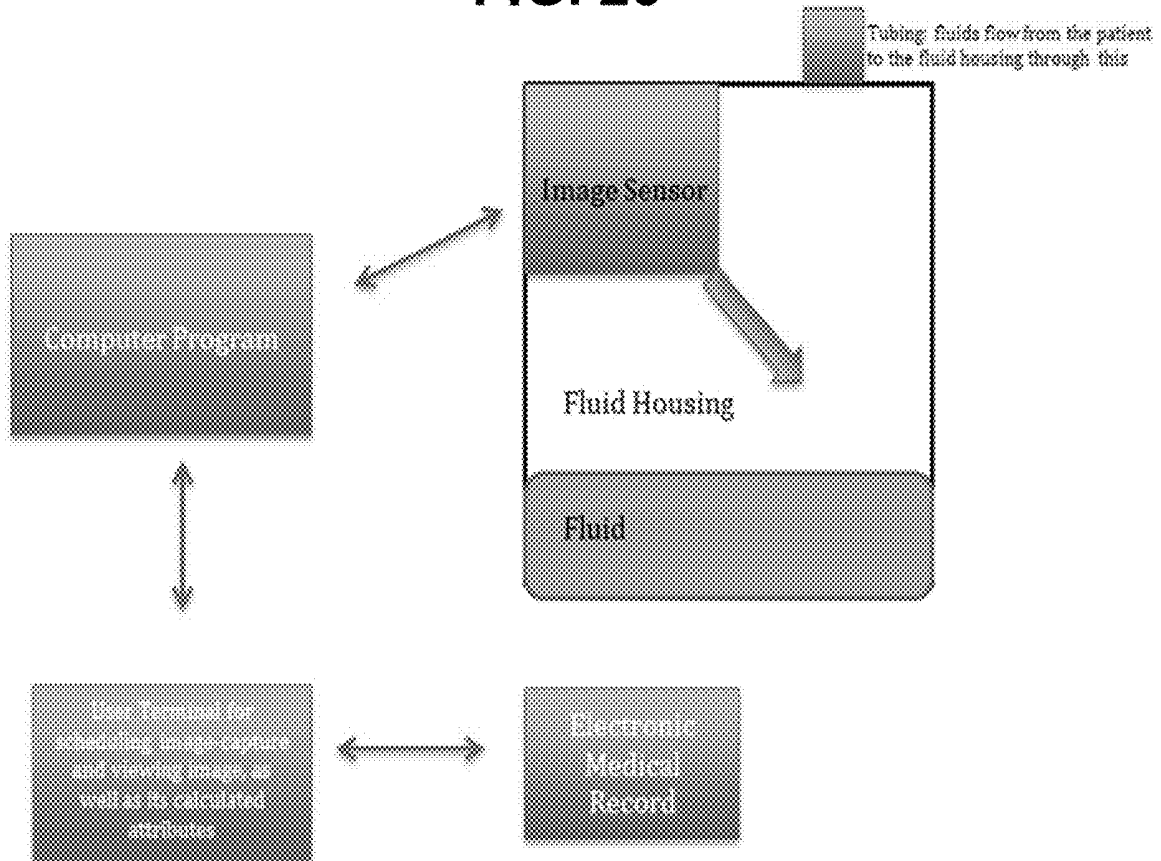 FIG.
Tubing: fluids flow from the patient
to the fluid housing through this
Image Sensor
Computer Program
Fluid Housing
Fluid
User Terminal for
scheduling image capture
and viewing image as
well as its calculated
attributes
Electronic
Medical
Record